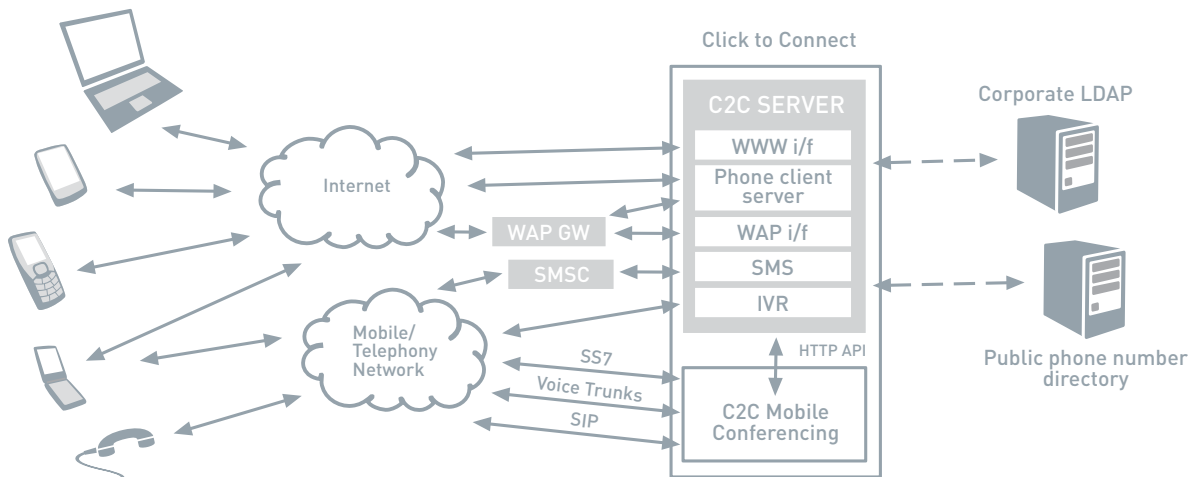 Click to Connect
C2C SERVER
WWW i/f
Phone client
server
WAP i/f
SMS
IVR
HTTP API
C2C Mobile
Conferencing
Internet
WAP GW
SMSC
Mobile/
Telephony
Network
SS7
Voice Trunks
SIP
Corporate LDAP
Public phone number
directory